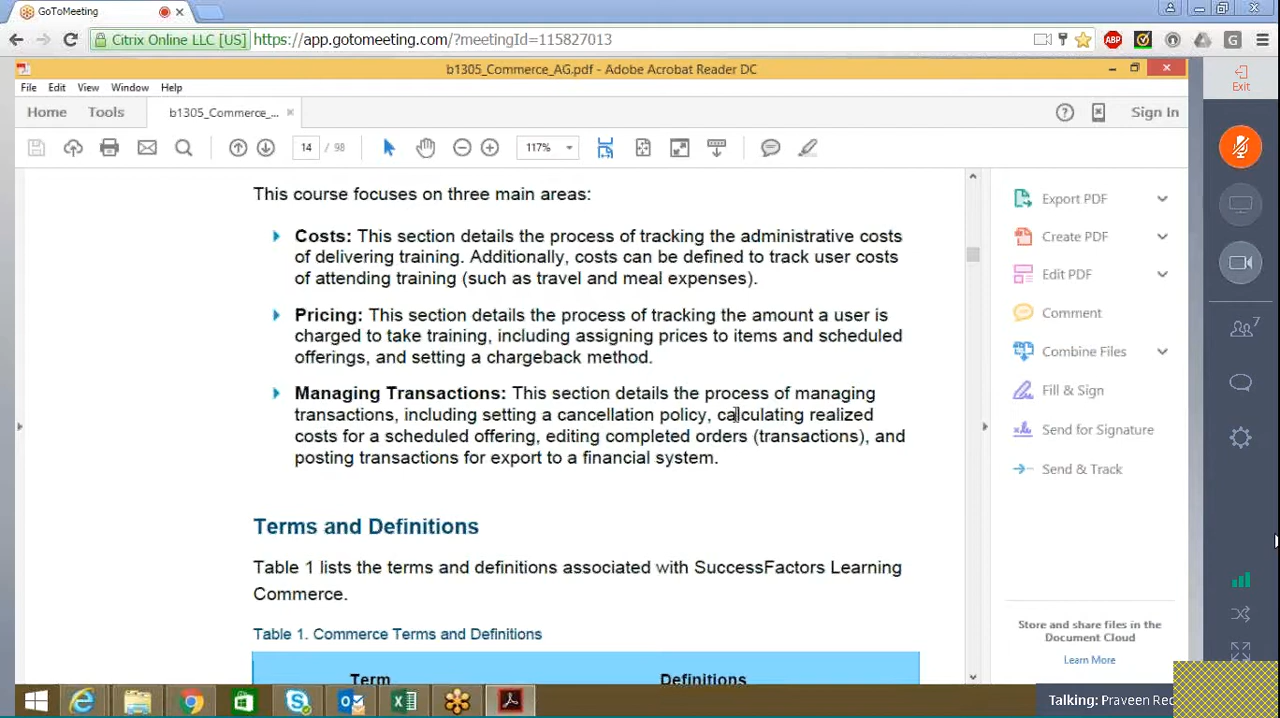 GoToMeeting
Citrix Online LLC [US] https://app.gotomeeting.com/?meetingId=115827013
ABP
G
b1305_Commerce_AG.pdf - Adobe Acrobat Reader DC
File Edit View Window Help
Exit
Home Tools b1305_Commerce_... Sign In
14 / 98 117%
This course focuses on three main areas:
Costs: This section details the process of tracking the administrative costs
of delivering training. Additionally, costs can be defined to track user costs
of attending training (such as travel and meal expenses).
Pricing: This section details the process of tracking the amount a user is
charged to take training, including assigning prices to items and scheduled
offerings, and setting a chargeback method.
Managing Transactions: This section details the process of managing
transactions, including setting a cancellation policy, calculating realized
costs for a scheduled offering, editing completed orders (transactions), and
posting transactions for export to a financial system.
Terms and Definitions
Table 1 lists the terms and definitions associated with SuccessFactors Learning
Commerce.
Table 1. Commerce Terms and Definitions
Term Definitions
Export PDF
Create PDF
Edit PDF
Comment
Combine Files
Fill & Sign
Send for Signature
Send & Track
Store and share files in the
Document Cloud
Learn More
7
Talking: Praveen Rec